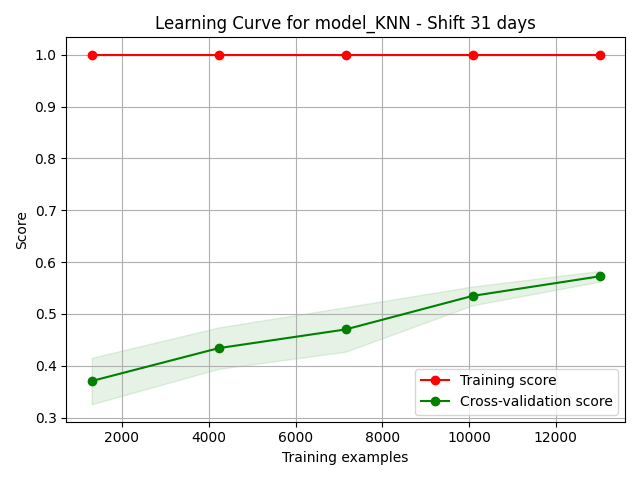 Learning Curve for model_KNN - Shift 31 days
Score
1.0
0.9
0.8
0.7
0.6
0.5
0.4
0.3
2000 4000 6000 8000 10000 12000
Training examples
Training score
Cross-validation score